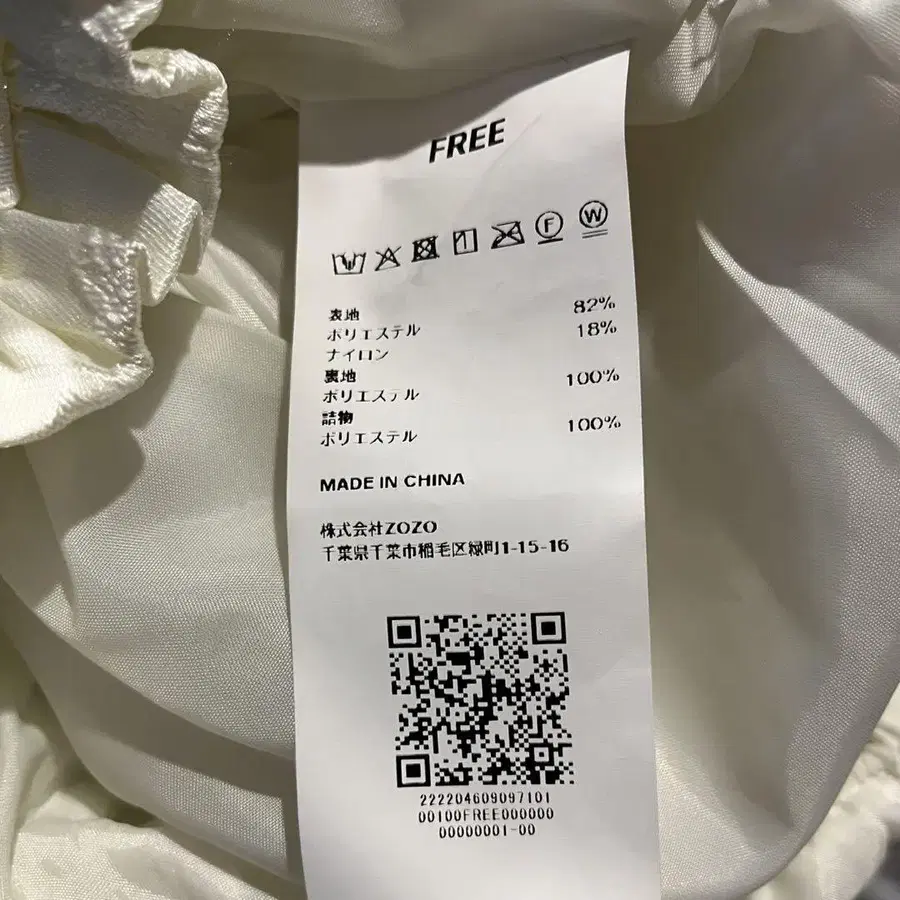 FREE
F W
表地
ポリエステル 82%
ナイロン 18%
裏地
ポリエステル 100%
詰物
ポリエステル 100%
MADE IN CHINA
株式会社ZOZO
千葉県千葉市稲毛区緑町1-15-16
222204609097101
00100FREE000000
00000001-00